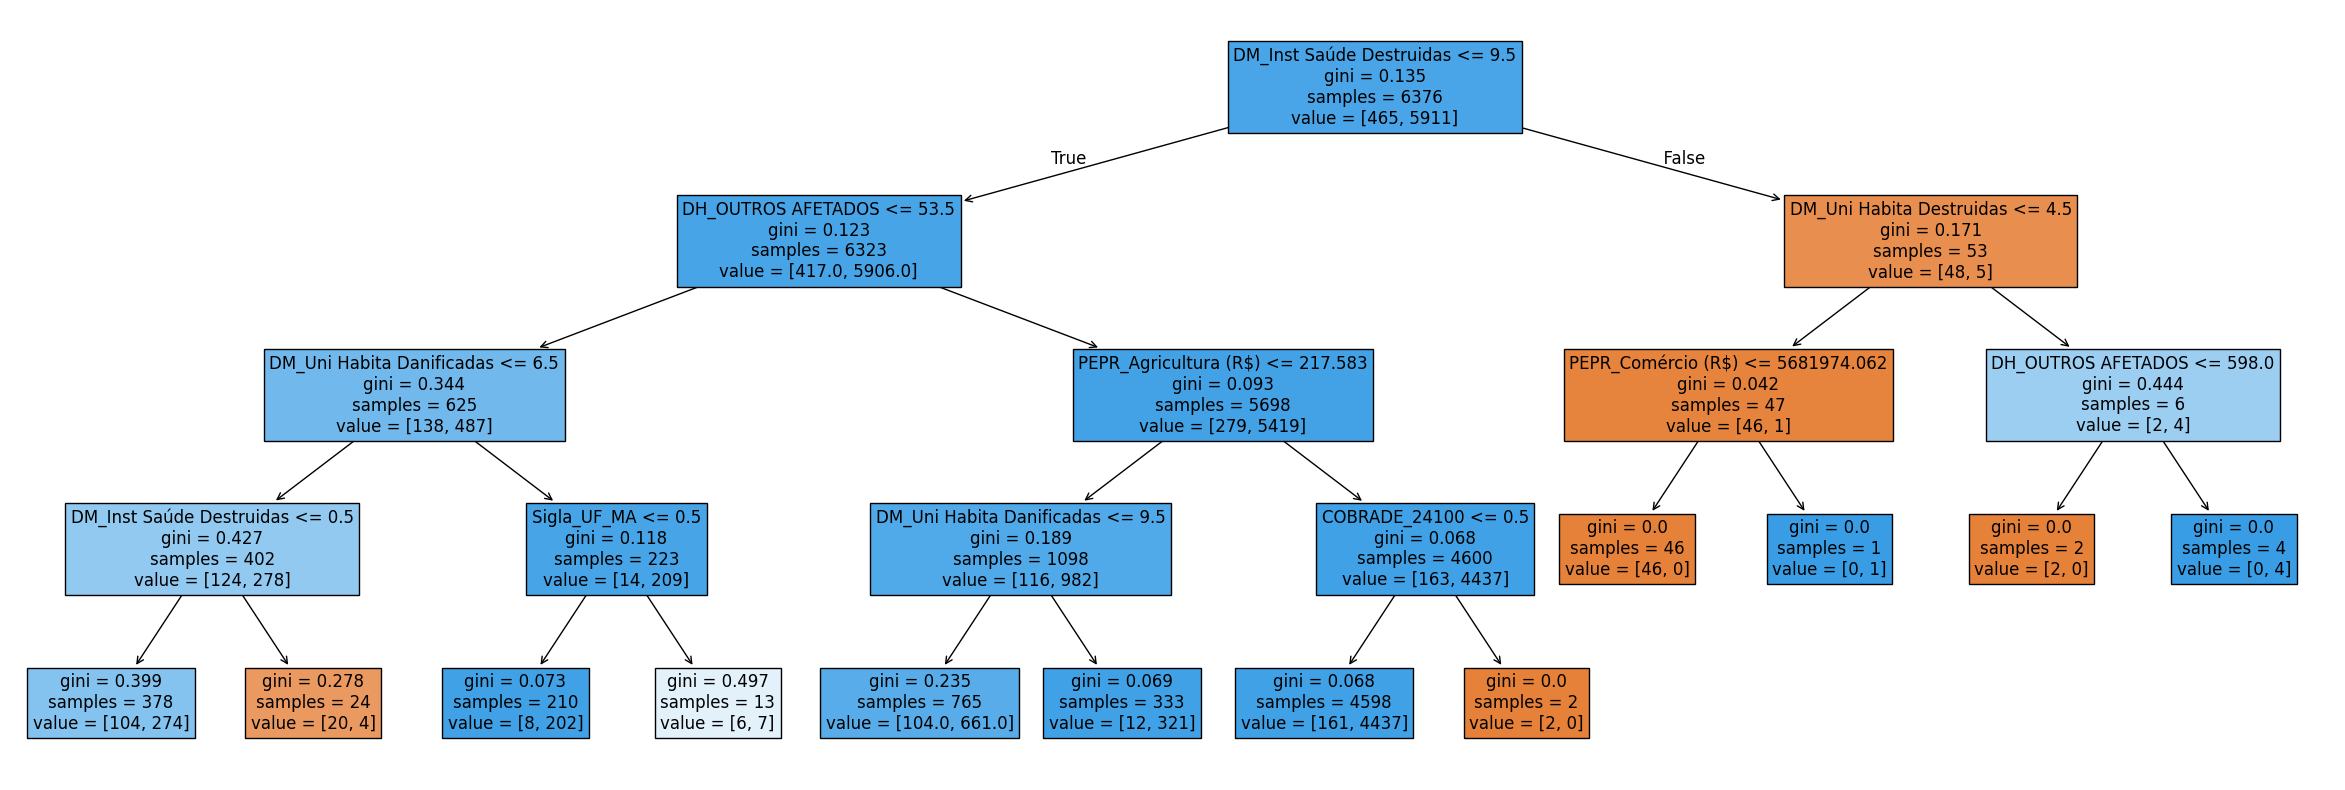 DM_Inst Saúde Destruidas <= 9.5
gini = 0.135
samples = 6376
value = [465, 5911]
True
False
DH_OUTROS AFETADOS <= 53.5
gini = 0.123
samples = 6323
value = [417.0, 5906.0]
DM_Uni Habita Destruidas <= 4.5
gini = 0.171
samples = 53
value = [48, 5]
DM_Uni Habita Danificadas <= 6.5
gini = 0.344
samples = 625
value = [138, 487]
PEPR_Agricultura (R$) <= 217.583
gini = 0.093
samples = 5698
value = [279, 5419]
PEPR_Comércio (R$) <= 5681974.062
gini = 0.042
samples = 47
value = [46, 1]
DH_OUTROS AFETADOS <= 598.0
gini = 0.444
samples = 6
value = [2, 4]
DM_Inst Saúde Destruidas <= 0.5
gini = 0.427
samples = 402
value = [124, 278]
Sigla_UF_MA <= 0.5
gini = 0.118
samples = 223
value = [14, 209]
DM_Uni Habita Danificadas <= 9.5
gini = 0.189
samples = 1098
value = [116, 982]
COBRADE_24100 <= 0.5
gini = 0.068
samples = 4600
value = [163, 4437]
gini = 0.0
samples = 46
value = [46, 0]
gini = 0.0
samples = 1
value = [0, 1]
gini = 0.0
samples = 2
value = [2, 0]
gini = 0.0
samples = 4
value = [0, 4]
gini = 0.399
samples = 378
value = [104, 274]
gini = 0.278
samples = 24
value = [20, 4]
gini = 0.073
samples = 210
value = [8, 202]
gini = 0.497
samples = 13
value = [6, 7]
gini = 0.235
samples = 765
value = [104.0, 661.0]
gini = 0.069
samples = 333
value = [12, 321]
gini = 0.068
samples = 4598
value = [161, 4437]
gini = 0.0
samples = 2
value = [2, 0]